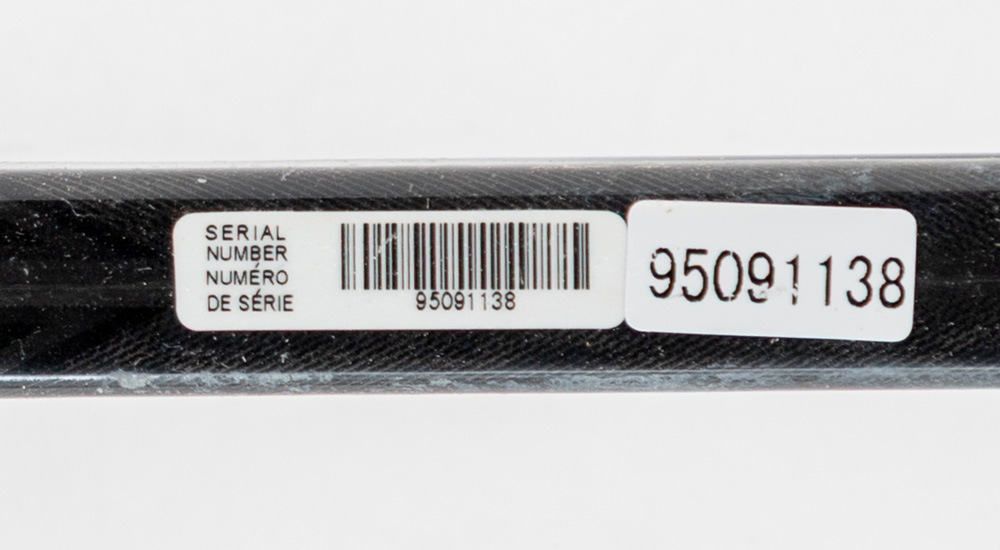 SERIAL
NUMBER
NUMÉRO
DE SÉRIE
95091138
95091138